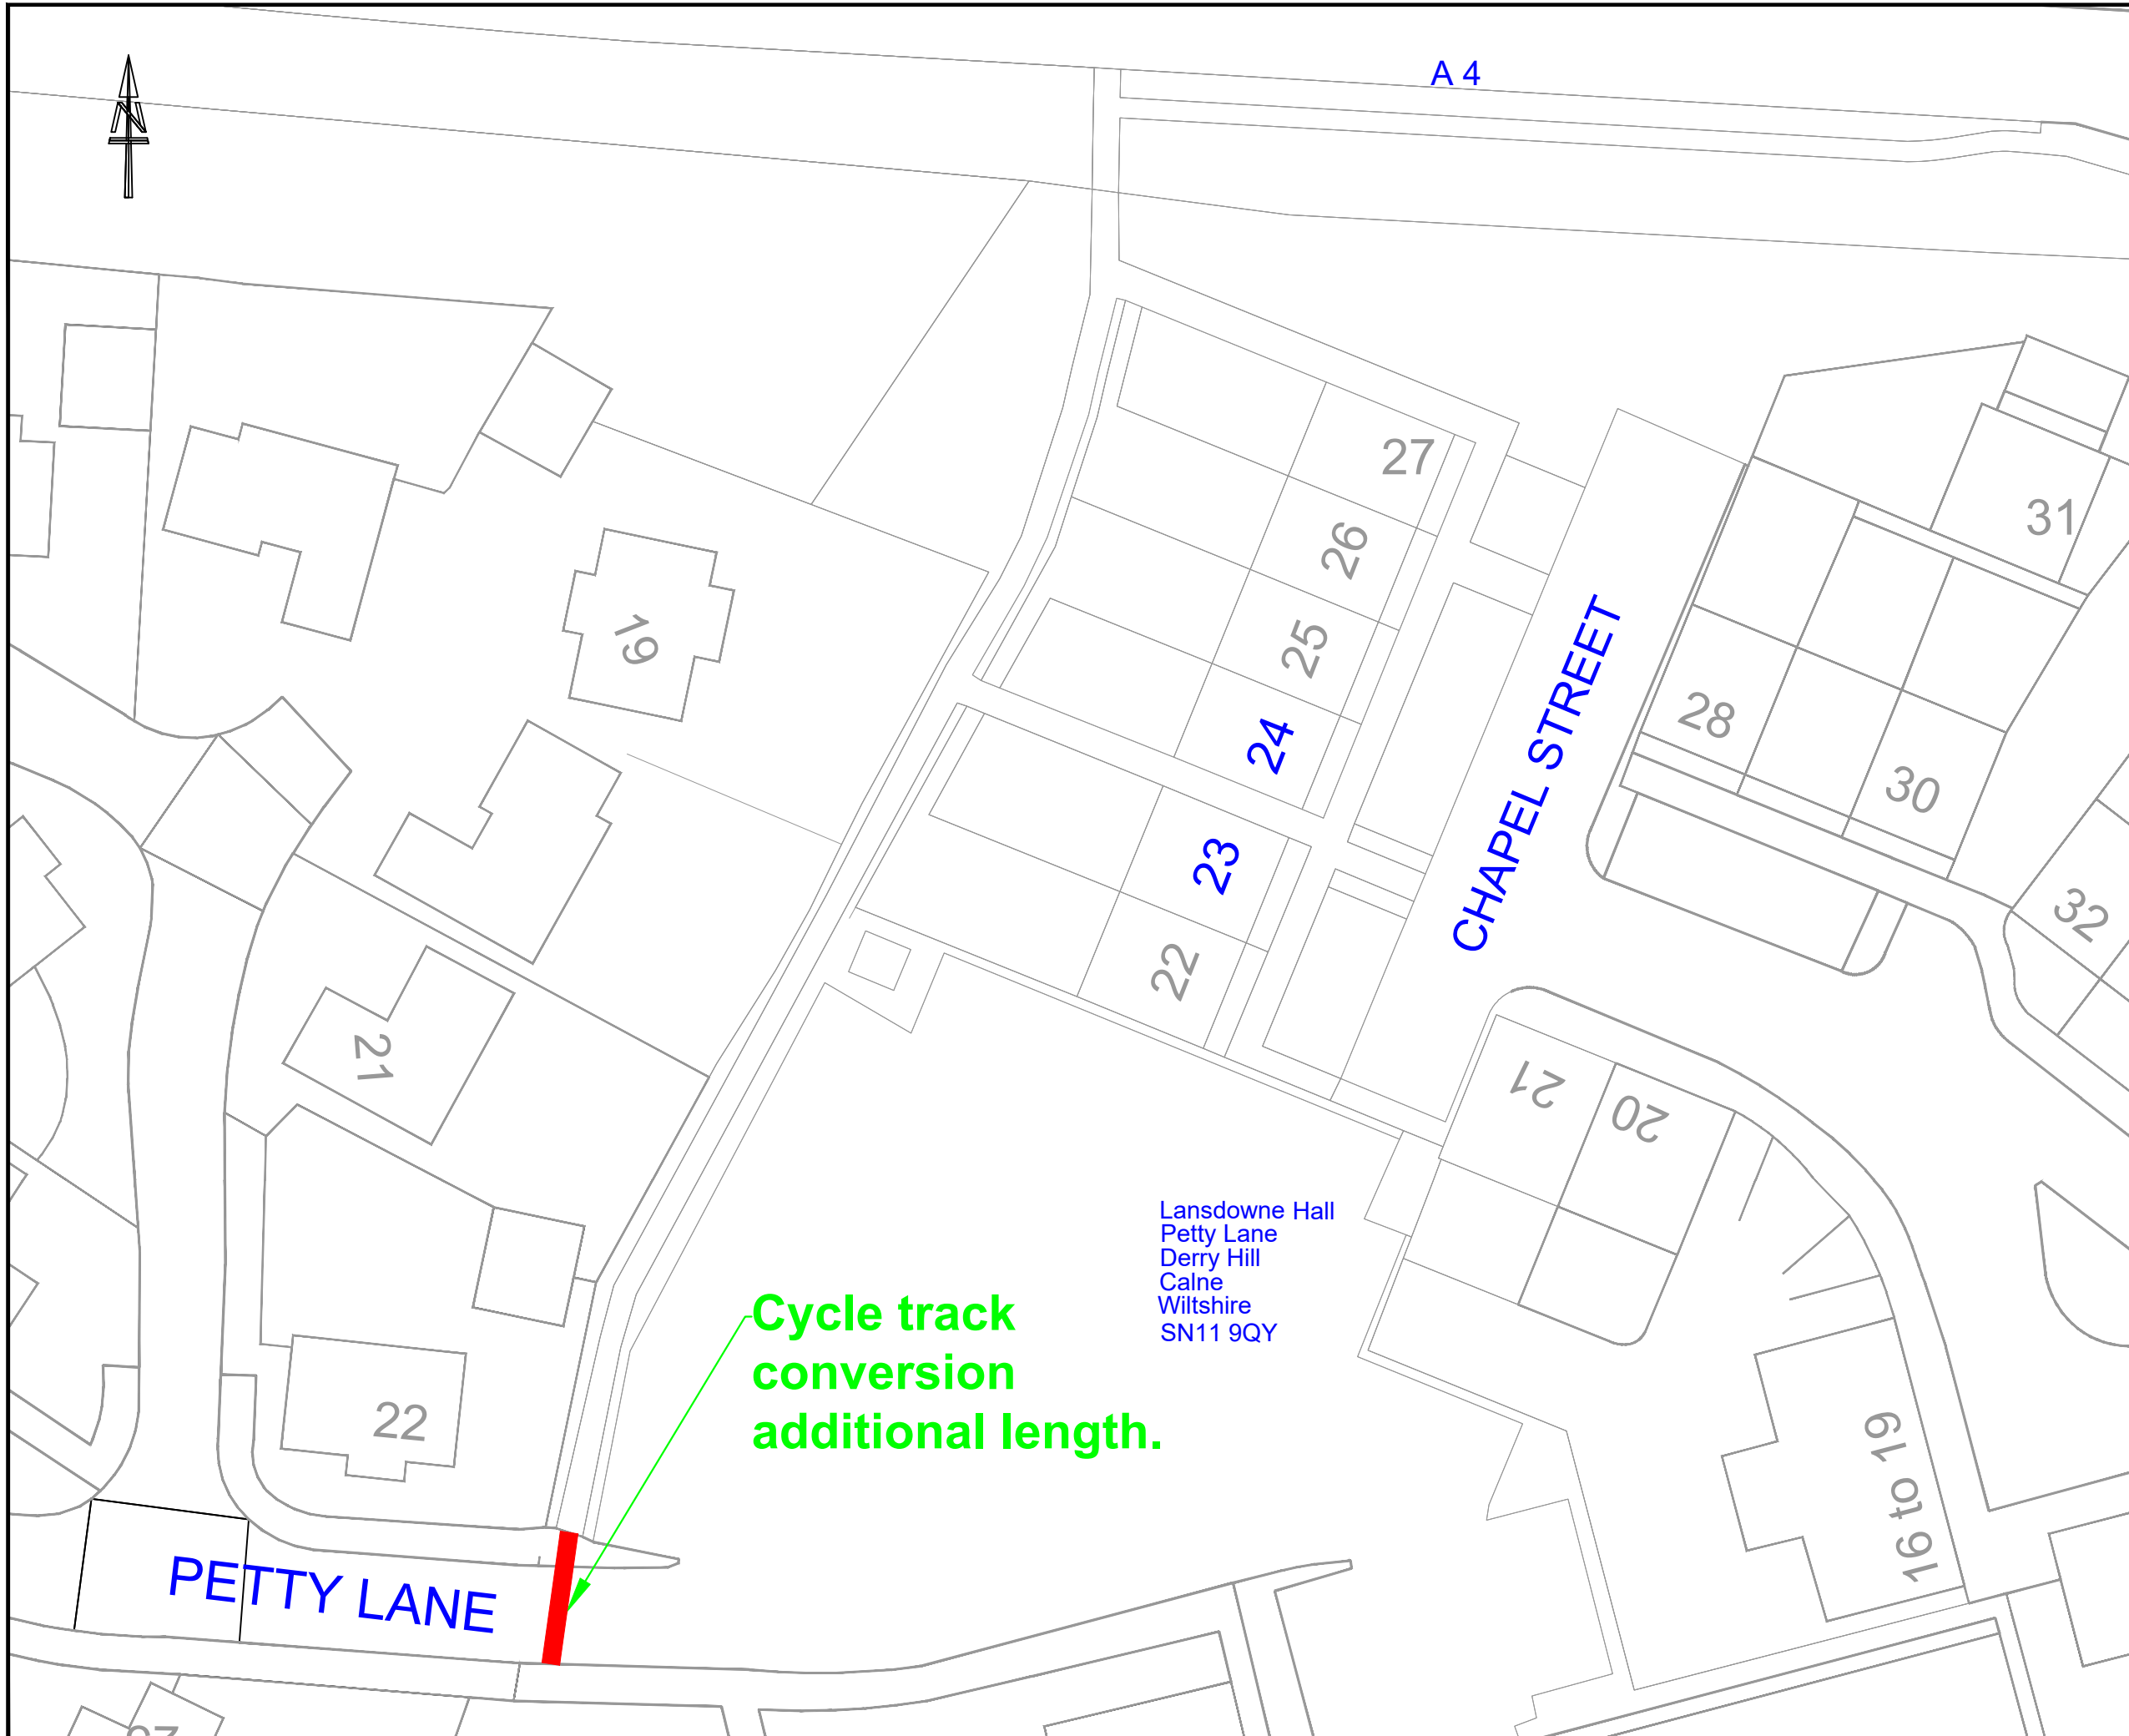 A 4
N
27
26
25
24
23
22
CHAPEL STREET
31
28
30
32
19
21
22
21
20
16 to 19
Lansdowne Hall
Petty Lane
Derry Hill
Calne
Wiltshire
SN11 9QY
Cycle track
conversion
additional length.
PETTY LANE